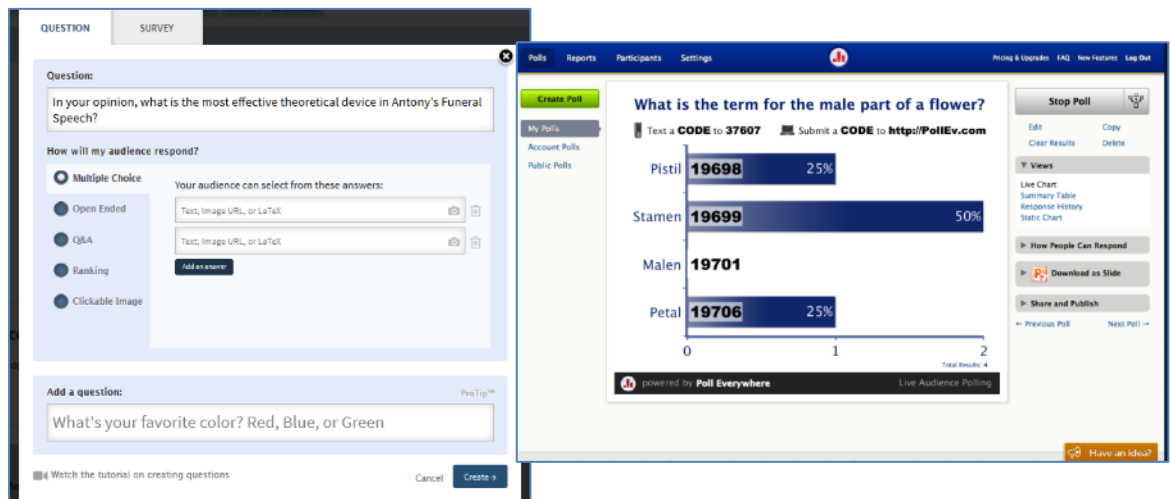 QUESTION
SURVEY
Question:
In your opinion, what is the most effective theoretical device in Antony's Funeral
Speech?
How will my audience respond?
Multiple Choice
Your audience can select from these answers:
Open Ended
Text, Image URL, or LaTeX
Q&A
Text, Image URL, or LaTeX
Ranking
Add an answer
Clickable Image
Add a question:
ProTip™
What's your favorite color? Red, Blue, or Green
Watch the tutorial on creating questions
Cancel
Create →
Polls Reports Participants Settings
Pricing & Upgrades FAQ New Features Log Out
Create Poll
My Polls
Account Polls
Public Polls
What is the term for the male part of a flower?
Text a CODE to 37607 Submit a CODE to http://PollEv.com
Pistil 19698 25%
Stamen 19699 50%
Malen 19701
Petal 19706 25%
0 1 2
Total Results: 4
powered by Poll Everywhere
Live Audience Polling
Stop Poll
Edit Copy
Clear Results Delete
Views
Live Chart
Summary Table
Response History
Static Chart
How People Can Respond
Download as Slide
Share and Publish
← Previous Poll Next Poll →
Have an idea?